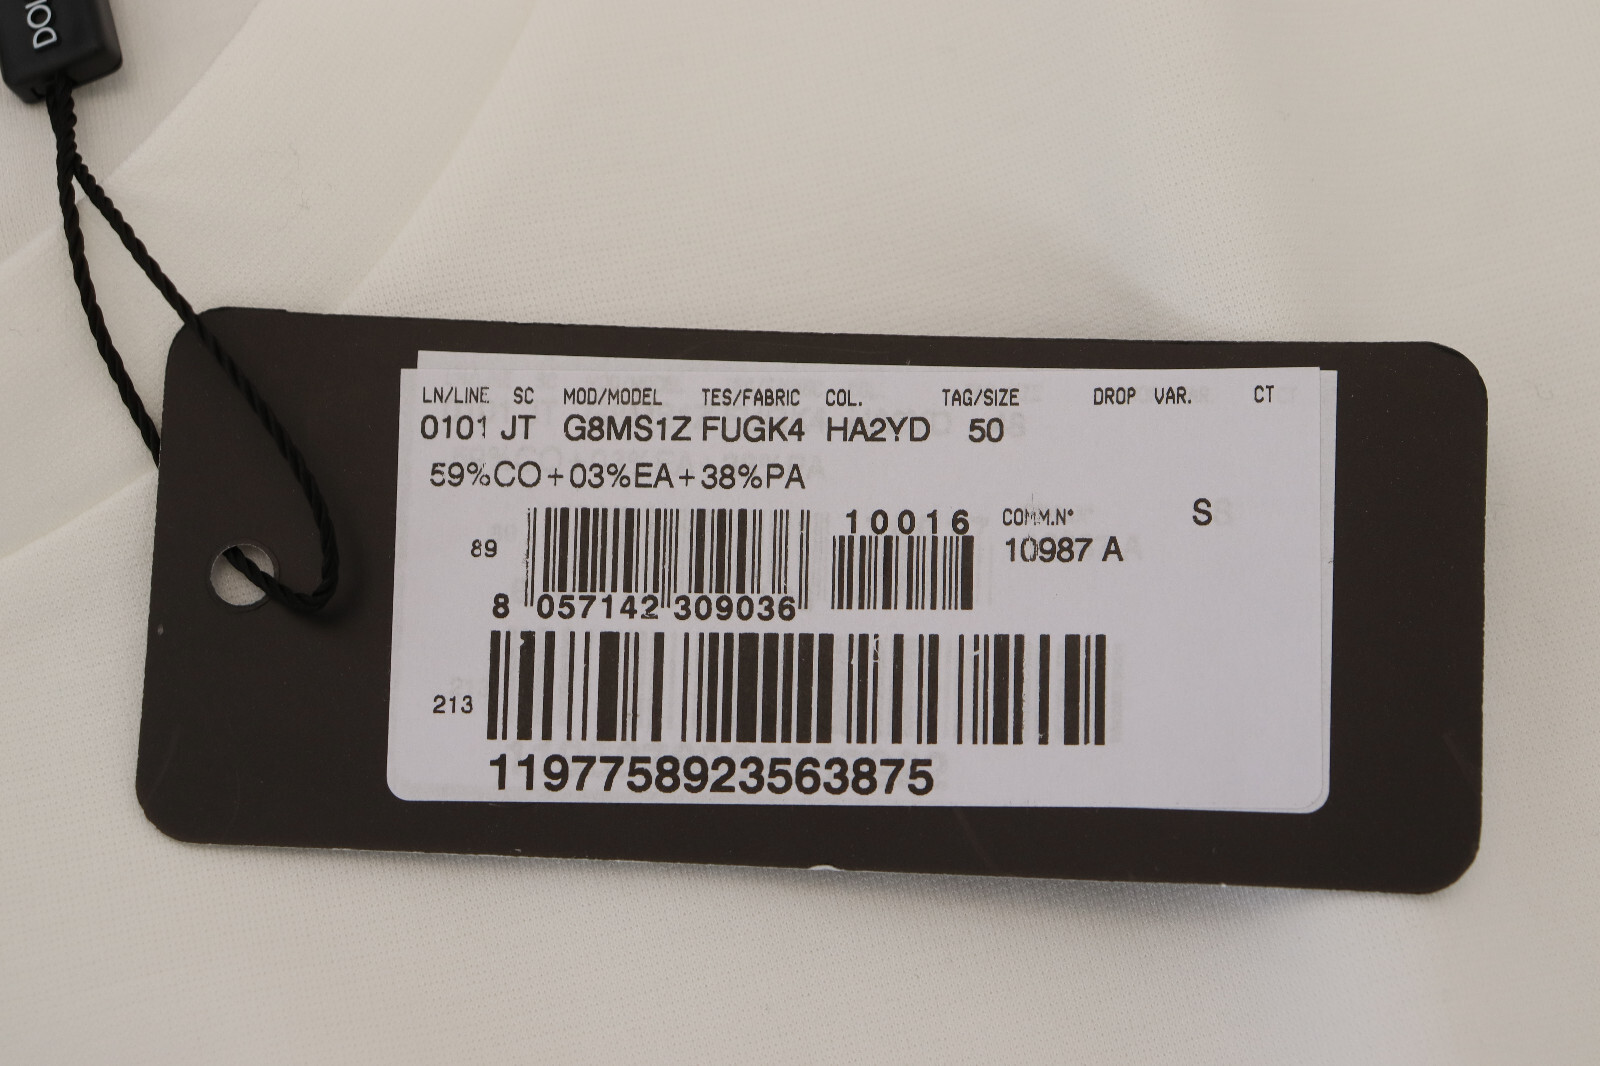 DOL
LN/LINE SC MOD/MODEL TES/FABRIC COL. TAG/SIZE DROP VAR. CT
0101 JT G8MS1Z FUGK4 HA2YD 50
59%CO+03%EA+38%PA
10016 COMM.N° S
89 10987 A
8 057142 309036
213
1197758923563875